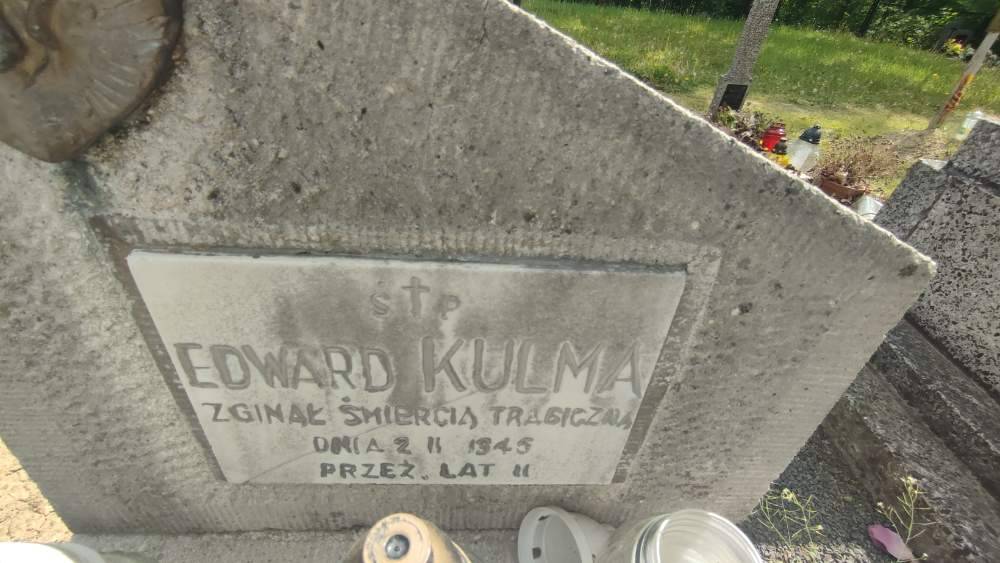 Ś † P
EDWARD KULMA
ZGINĄŁ ŚMIERCIĄ TRAGICZNĄ
DNIA 2 II 1945
PRZEŻ. LAT 11